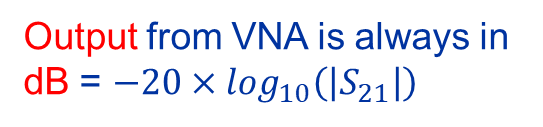 Output from VNA is always in
dB = −20 × log₁₀(|S₂₁|)